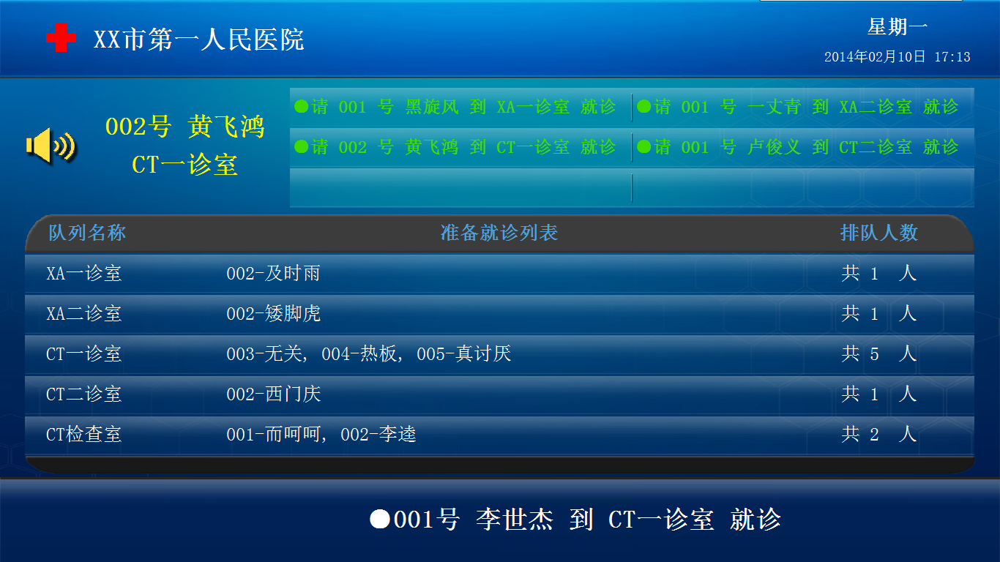 XX市第一人民医院
星期一
2014年02月10日 17:13
002号 黄飞鸿
CT一诊室
●请 001 号 黑旋风 到 XA一诊室 就诊
●请 001 号 一丈青 到 XA二诊室 就诊
●请 002 号 黄飞鸿 到 CT一诊室 就诊
●请 001 号 卢俊义 到 CT二诊室 就诊
队列名称 准备就诊列表 排队人数
XA一诊室 002-及时雨 共 1 人
XA二诊室 002-矮脚虎 共 1 人
CT一诊室 003-无关, 004-热板, 005-真讨厌 共 5 人
CT二诊室 002-西门庆 共 1 人
CT检查室 001-而呵呵, 002-李逵 共 2 人
●001号 李世杰 到 CT一诊室 就诊